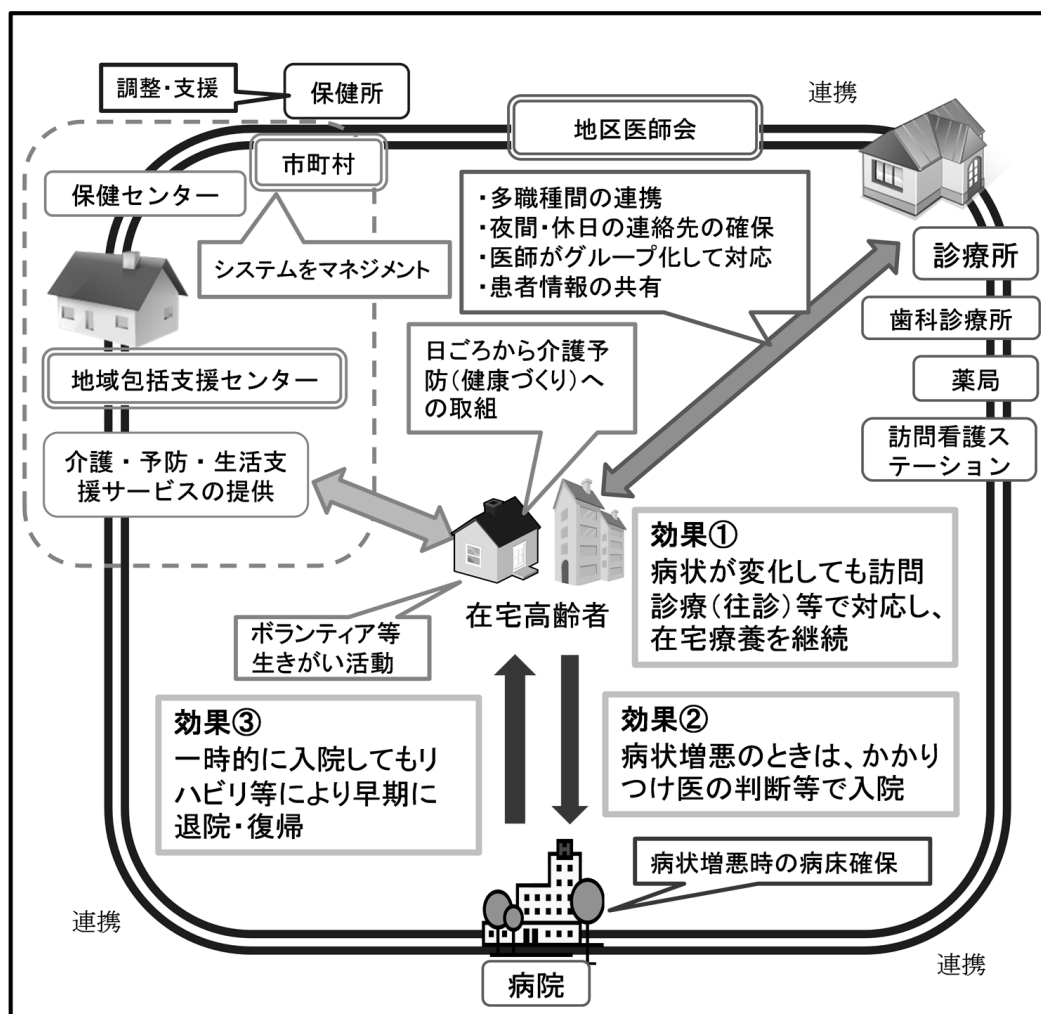 調整・支援
保健所
連携
地区医師会
市町村
保健センター
・多職種間の連携
・夜間・休日の連絡先の確保
・医師がグループ化して対応
・患者情報の共有
システムをマネジメント
診療所
歯科診療所
薬局
訪問看護ス
テーション
地域包括支援センター
日ごろから介護予
防(健康づくり)へ
の取組
介護・予防・生活支
援サービスの提供
在宅高齢者
ボランティア等
生きがい活動
効果①
病状が変化しても訪問
診療(往診)等で対応し、
在宅療養を継続
効果②
病状増悪のときは、かかり
つけ医の判断等で入院
効果③
一時的に入院してもリ
ハビリ等により早期に
退院・復帰
H
病状増悪時の病床確保
連携
病院
連携